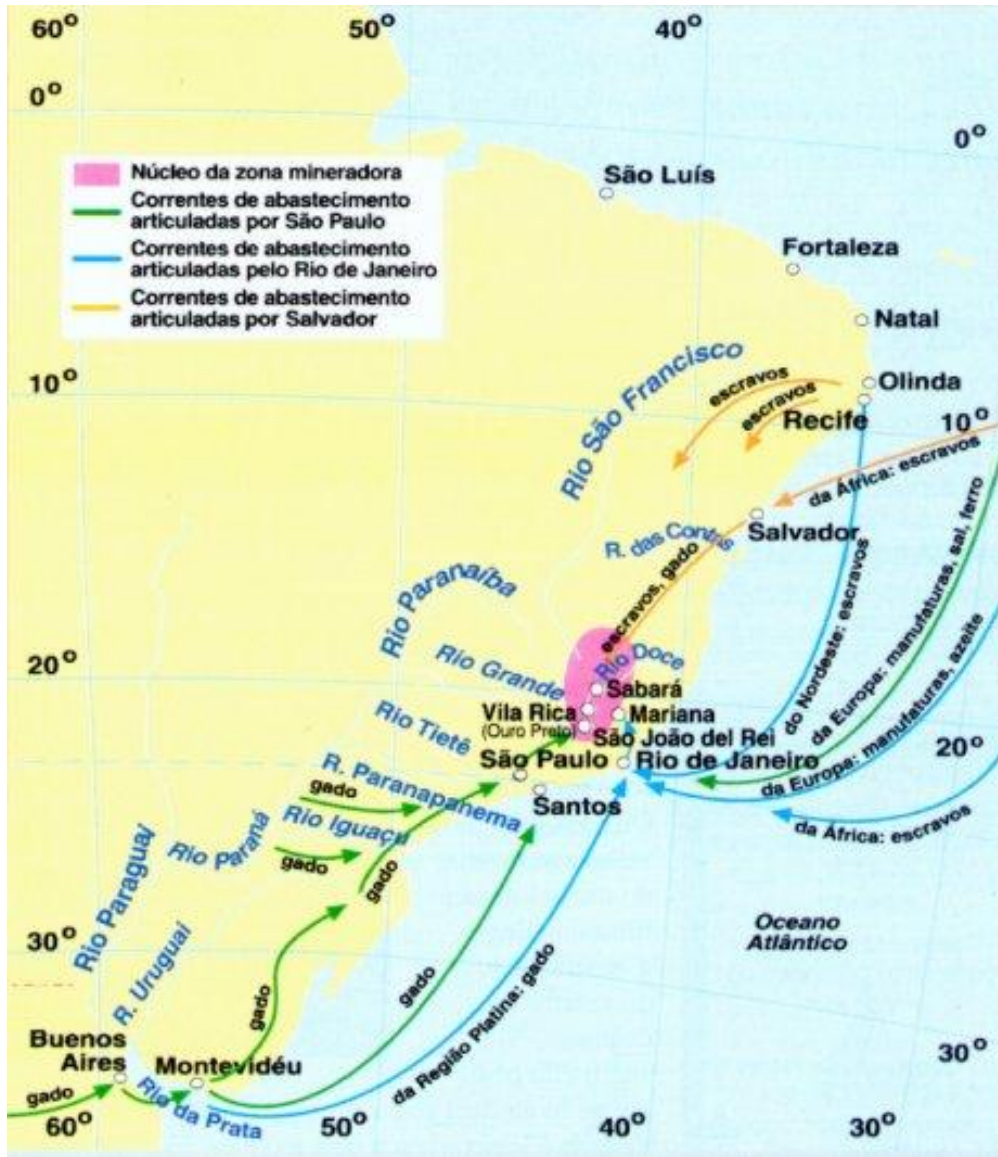 60°
50°
40°
0°
0°
Núcleo da zona mineradora
Correntes de abastecimento
articuladas por São Paulo
Correntes de abastecimento
articuladas pelo Rio de Janeiro
Correntes de abastecimento
articuladas por Salvador
São Luís
Fortaleza
Natal
Olinda
Recife
10°
10°
Rio São Francisco
escravos
escravos
da África: escravos
Salvador
R. das Contris
escravos, gado
Rio Paranaíba
20°
Rio Grande
Rio Doce
Sabará
Vila Rica
(Ouro Preto)
Mariana
São João del Rei
Rio Tietê
São Paulo
Rio de Janeiro
Santos
do Nordeste: escravos
da Europa: manufaturas, sal, ferro
da Europa: manufaturas, azeite
20°
da África: escravos
R. Paranapanema
gado
Rio Iguaçu
Rio Paraná
gado
gado
Rio Paraguai
30°
R. Uruguai
gado
gado
da Região Platina: gado
Oceano
Atlântico
30°
Buenos
Aires
Montevidéu
gado
Rio da Prata
60°
50°
40°
30°